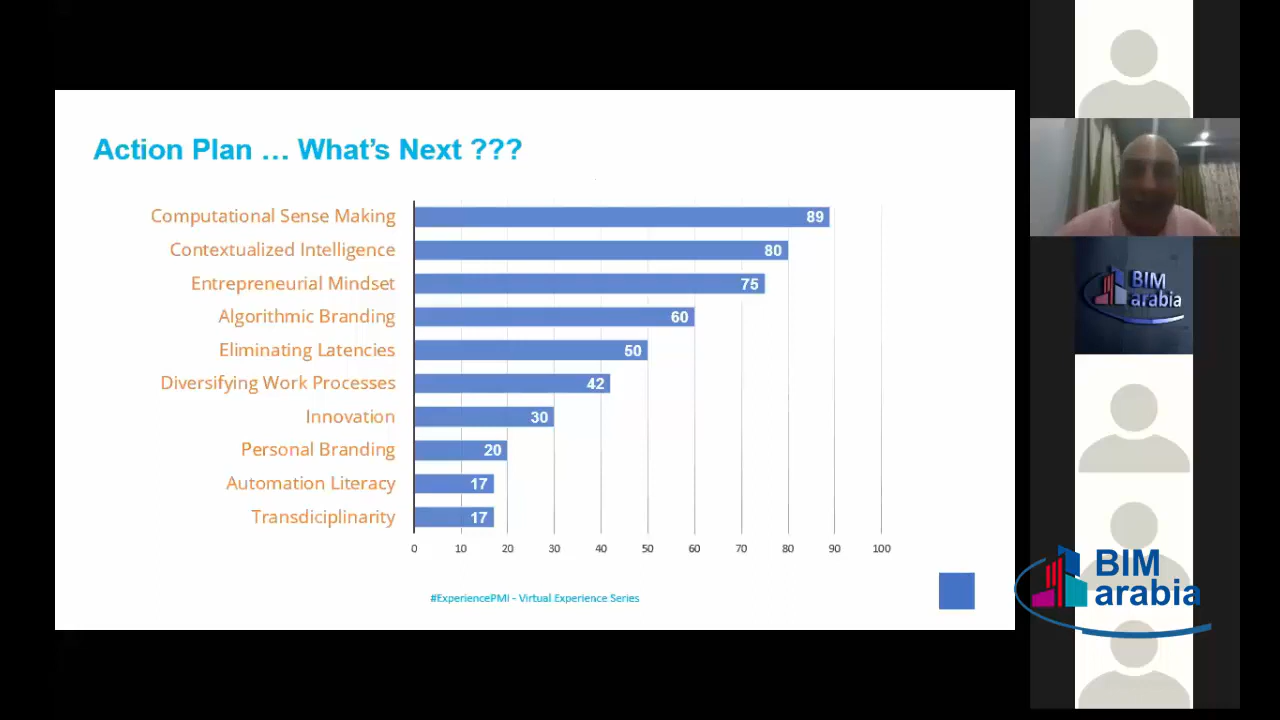 Action Plan … What's Next ???
Computational Sense Making 89
Contextualized Intelligence 80
Entrepreneurial Mindset 75
Algorithmic Branding 60
Eliminating Latencies 50
Diversifying Work Processes 42
Innovation 30
Personal Branding 20
Automation Literacy 17
Transdiciplinarity 17
0 10 20 30 40 50 60 70 80 90 100
#ExperiencePMI - Virtual Experience Series
BIM
arabia
BIM
arabia